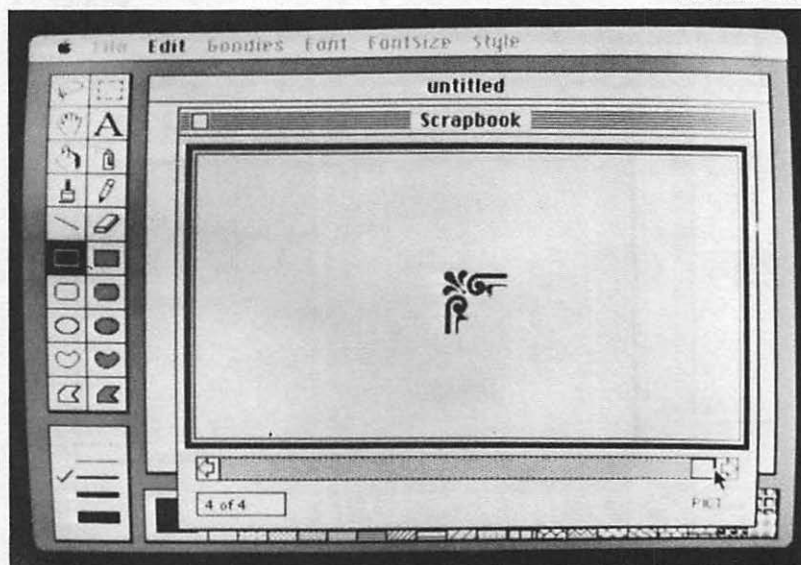 File Edit Goodies Font FontSize Style
untitled
Scrapbook
A
4 of 4
PICT